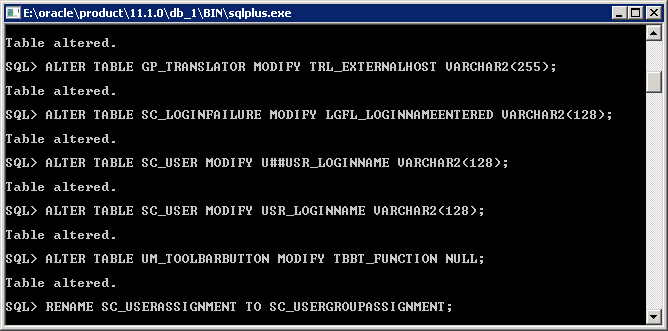 E:\oracle\product\11.1.0\db_1\BIN\sqlplus.exe
Table altered.
SQL> ALTER TABLE GP_TRANSLATOR MODIFY TRL_EXTERNALHOST VARCHAR2(255);
Table altered.
SQL> ALTER TABLE SC_LOGINFAILURE MODIFY LGFL_LOGINNAMEENTERED VARCHAR2(128);
Table altered.
SQL> ALTER TABLE SC_USER MODIFY U##USR_LOGINNAME VARCHAR2(128);
Table altered.
SQL> ALTER TABLE SC_USER MODIFY USR_LOGINNAME VARCHAR2(128);
Table altered.
SQL> ALTER TABLE UM_TOOLBARBUTTON MODIFY TBBT_FUNCTION NULL;
Table altered.
SQL> RENAME SC_USERASSIGNMENT TO SC_USERGROUPASSIGNMENT;